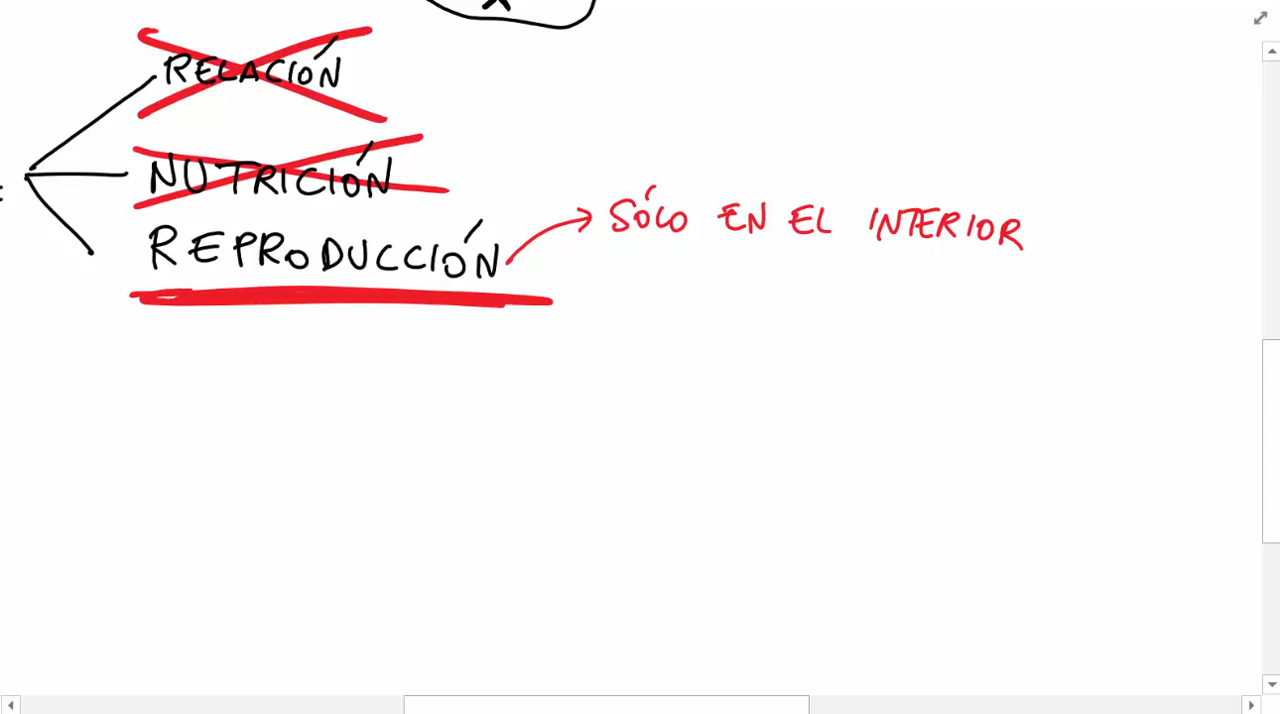 RELACIÓN
NUTRICIÓN
REPRODUCCIÓN
SÓLO EN EL INTERIOR